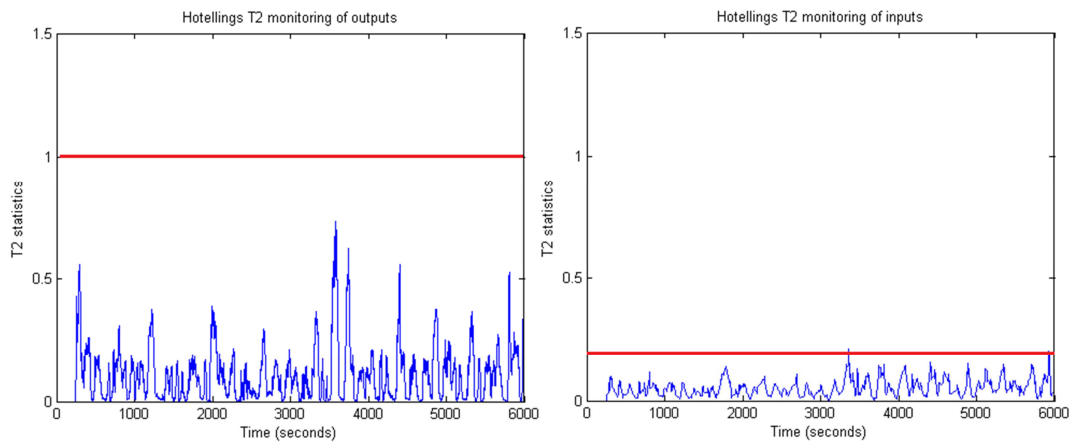 Hotellings T2 monitoring of outputs
1.5
1
0.5
0
T2 statistics
0 1000 2000 3000 4000 5000 6000
Time (seconds)
Hotellings T2 monitoring of inputs
1.5
1
0.5
0
T2 statistics
0 1000 2000 3000 4000 5000 6000
Time (seconds)